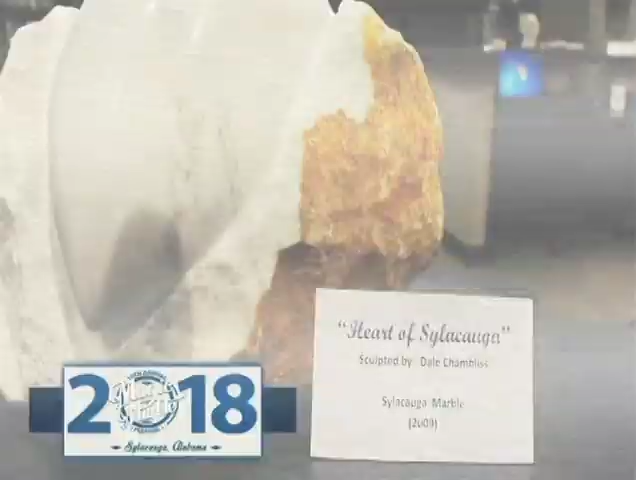 "Heart of Sylacauga"
Sculpted by Dale Chambliss
Sylacauga Marble
(2009)
2018
Sylacauga, Alabama